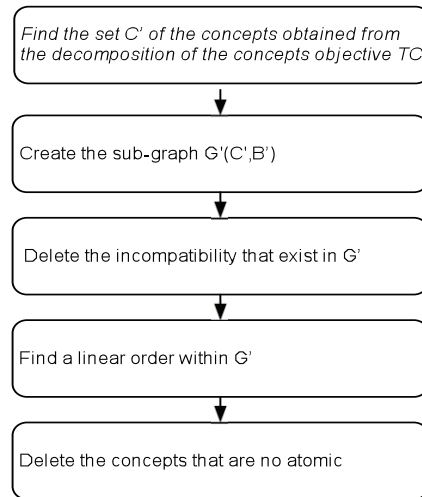 Find the set C' of the concepts obtained from
the decomposition of the concepts objective TC
Create the sub-graph G'(C',B')
Delete the incompatibility that exist in G'
Find a linear order within G'
Delete the concepts that are no atomic